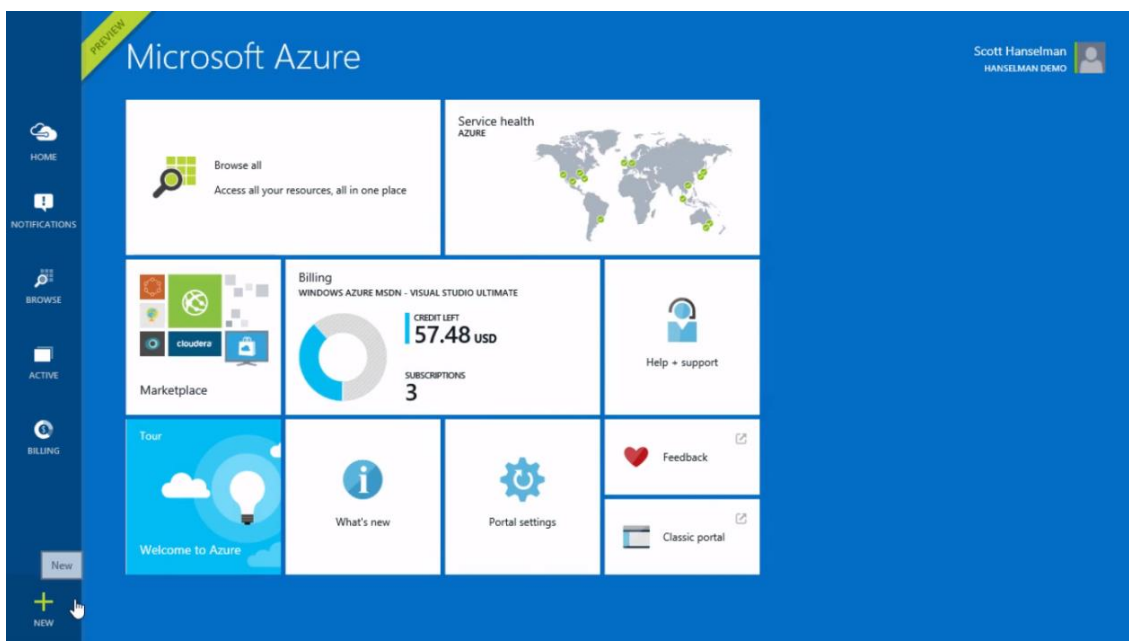 PREVIEW
Microsoft Azure
Scott Hanselman
HANSELMAN DEMO
HOME
NOTIFICATIONS
BROWSE
ACTIVE
BILLING
New
NEW
Browse all
Access all your resources, all in one place
Service health
AZURE
cloudera
Marketplace
Billing
WINDOWS AZURE MSDN - VISUAL STUDIO ULTIMATE
CREDIT LEFT
57.48 USD
SUBSCRIPTIONS
3
Help + support
Tour
Welcome to Azure
What's new
Portal settings
Feedback
Classic portal